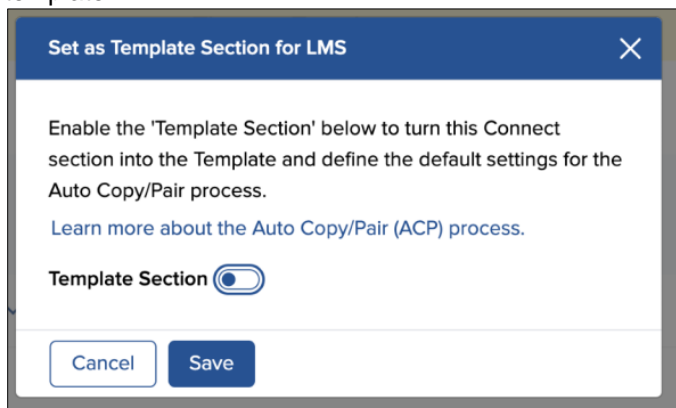 Set as Template Section for LMS
Enable the 'Template Section' below to turn this Connect
section into the Template and define the default settings for the
Auto Copy/Pair process.
Learn more about the Auto Copy/Pair (ACP) process.
Template Section
Cancel Save